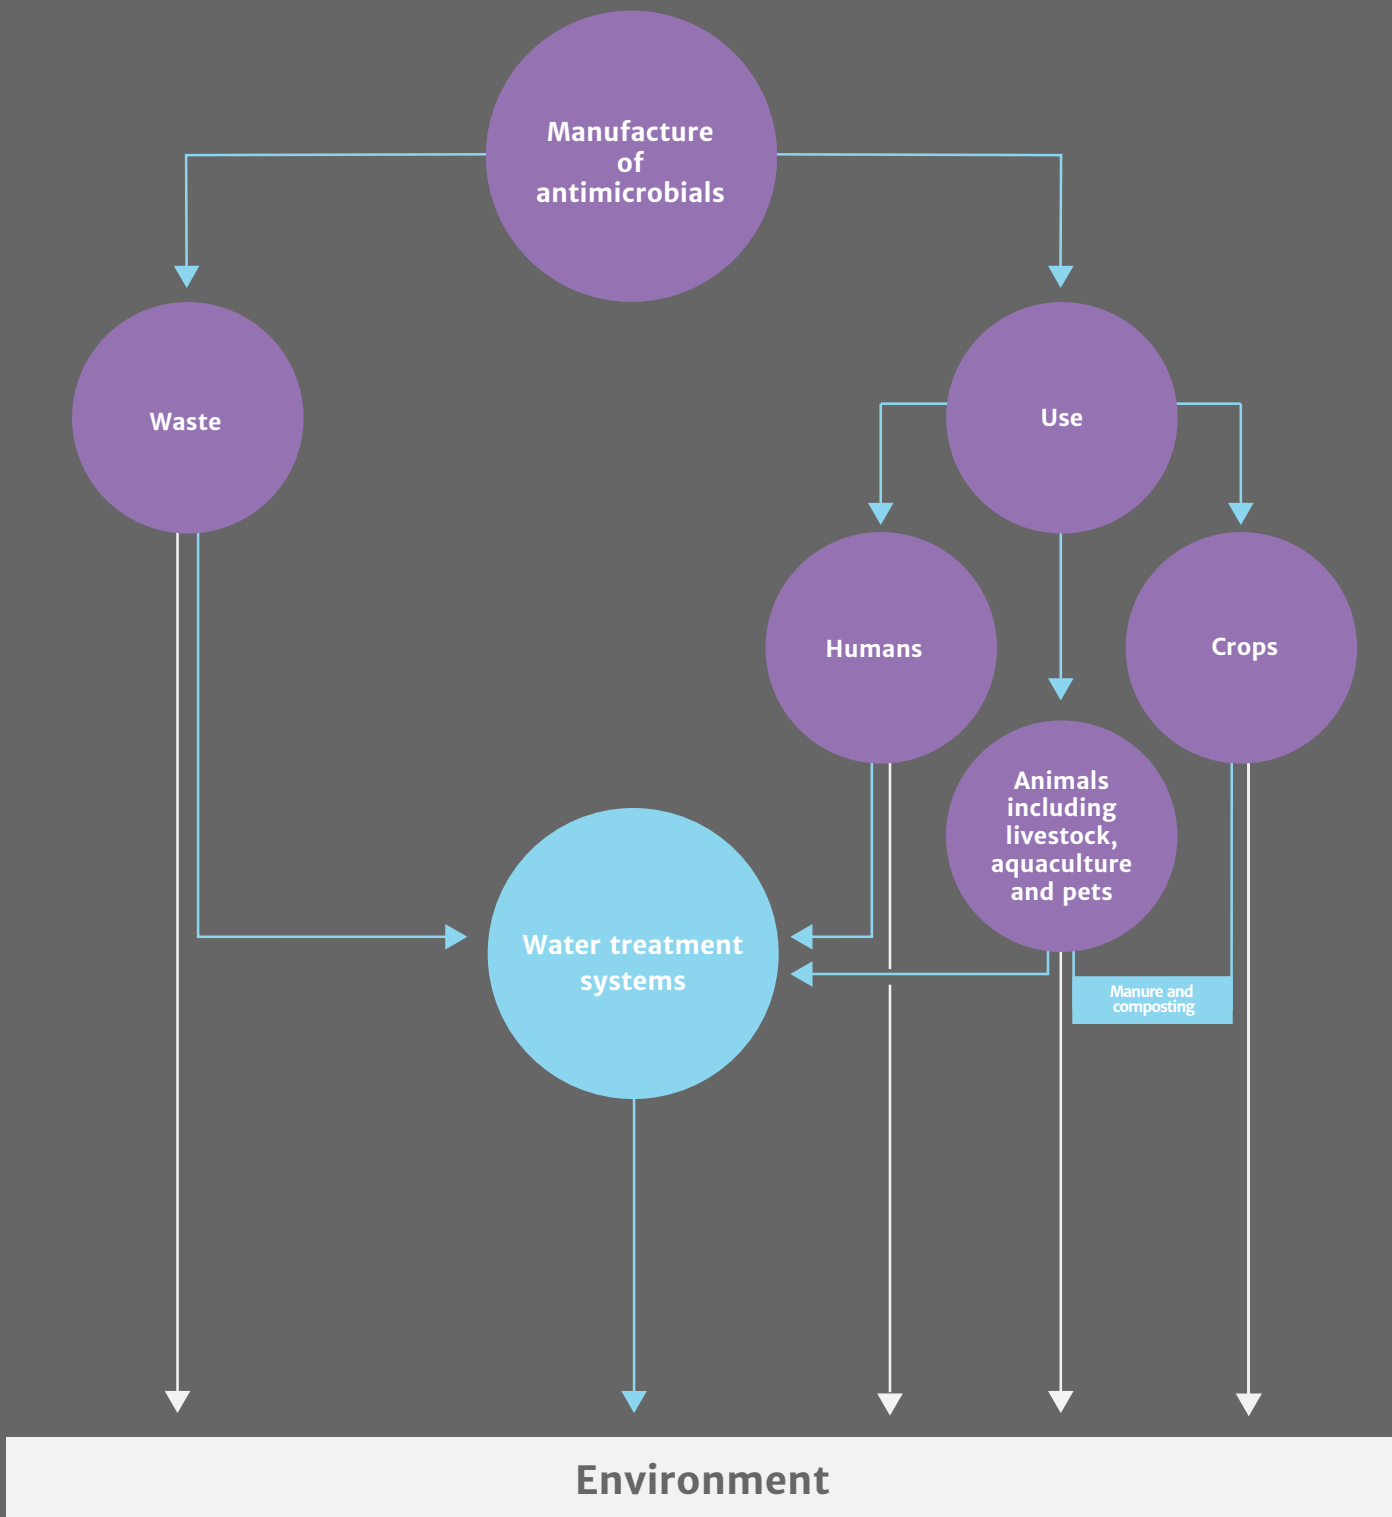 Manufacture
of
antimicrobials
Waste
Use
Humans
Crops
Animals
including
livestock,
aquaculture
and pets
Water treatment
systems
Manure and
composting
Environment